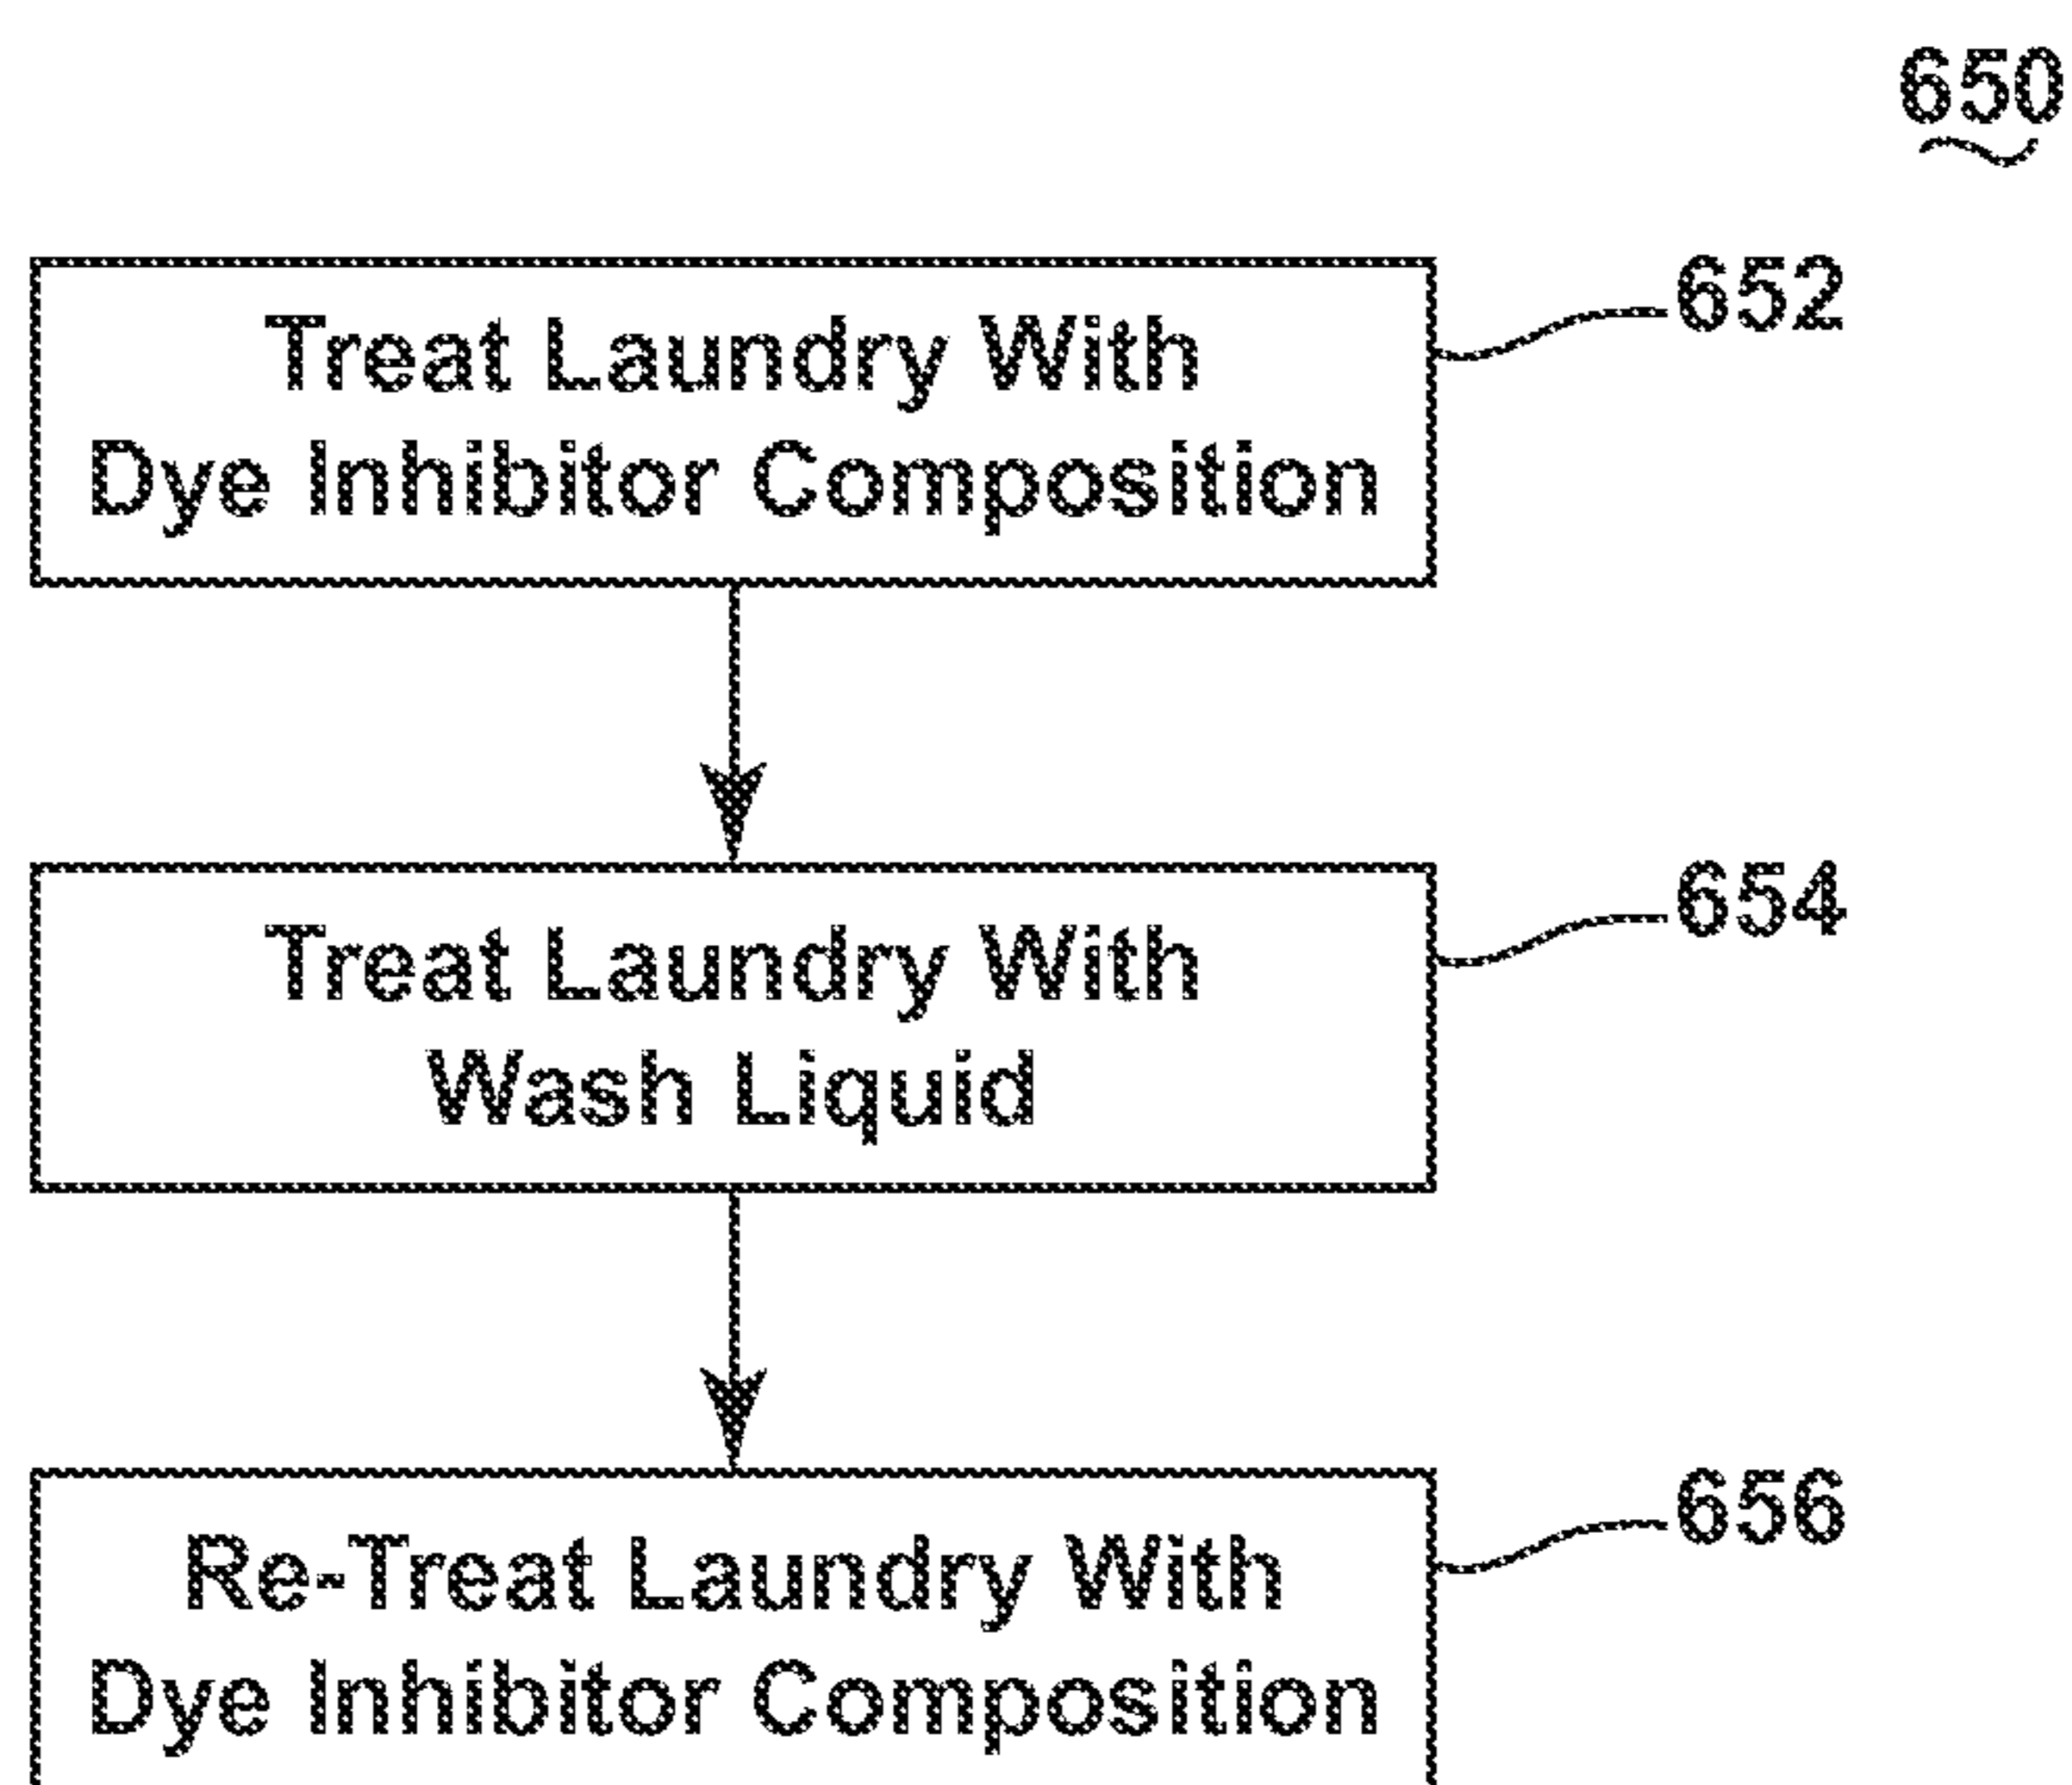 650
Treat Laundry With
Dye Inhibitor Composition
652
Treat Laundry With
Wash Liquid
654
Re-Treat Laundry With
Dye Inhibitor Composition
656